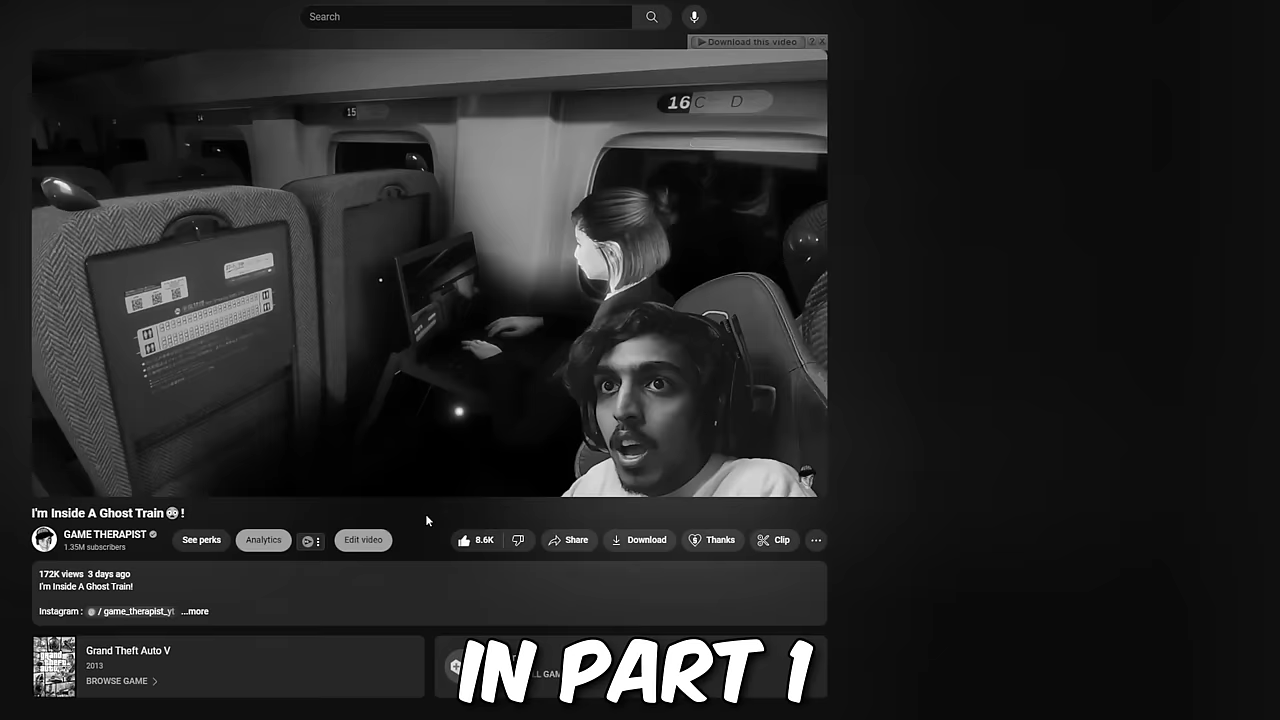 Search
Download this video ? X
16 C D
15
14
I'm Inside A Ghost Train !
GAME THERAPIST
1.35M subscribers
See perks
Analytics
Edit video
8.6K
Share
Download
Thanks
Clip
172K views 3 days ago
I'm Inside A Ghost Train!
Instagram : / game_therapist_yt ...more
Grand Theft Auto V
2013
BROWSE GAME
IN PART 1